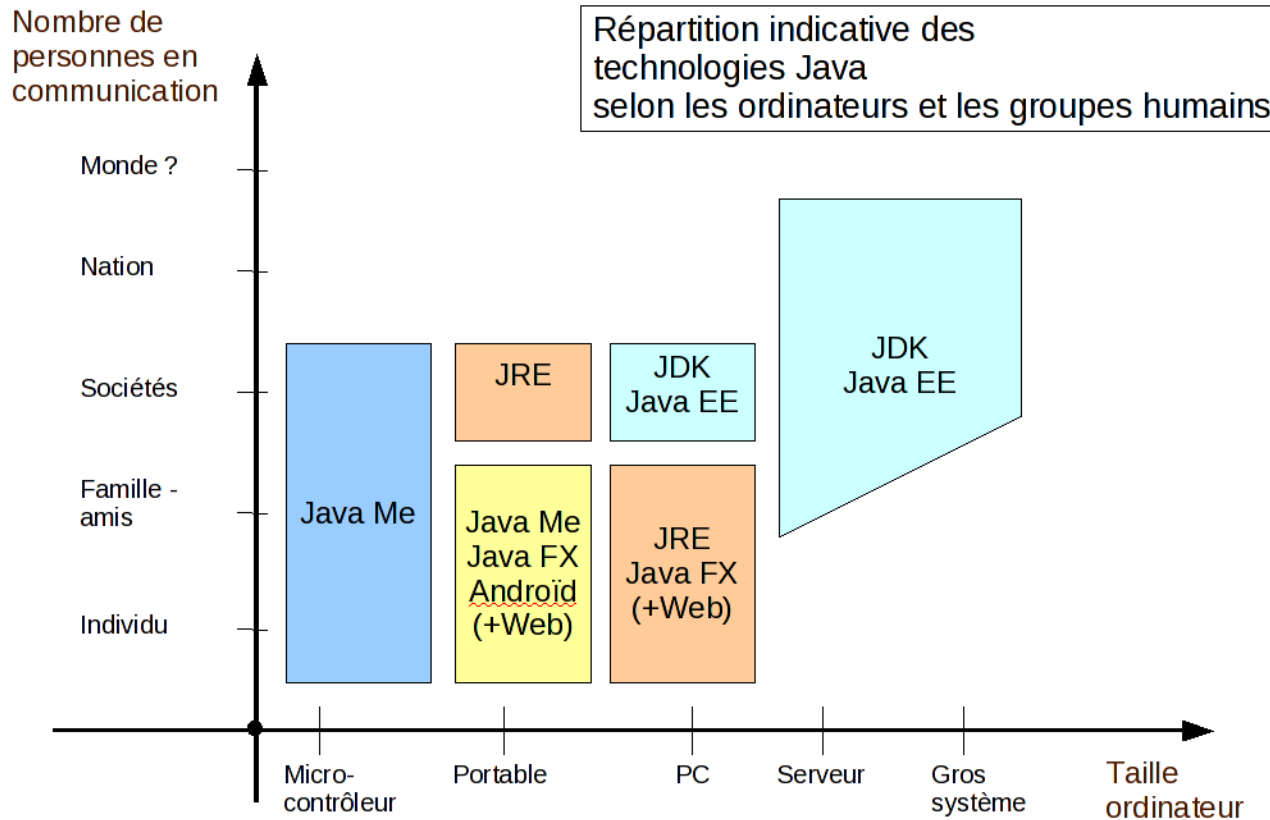 Nombre de
personnes en
communication
Répartition indicative des
technologies Java
selon les ordinateurs et les groupes humains
Monde ?
Nation
Sociétés
Famille -
amis
Individu
Java Me
JRE
Java Me
Java FX
Androïd
(+Web)
JDK
Java EE
JRE
Java FX
(+Web)
JDK
Java EE
Micro-
contrôleur
Portable
PC
Serveur
Gros
système
Taille
ordinateur